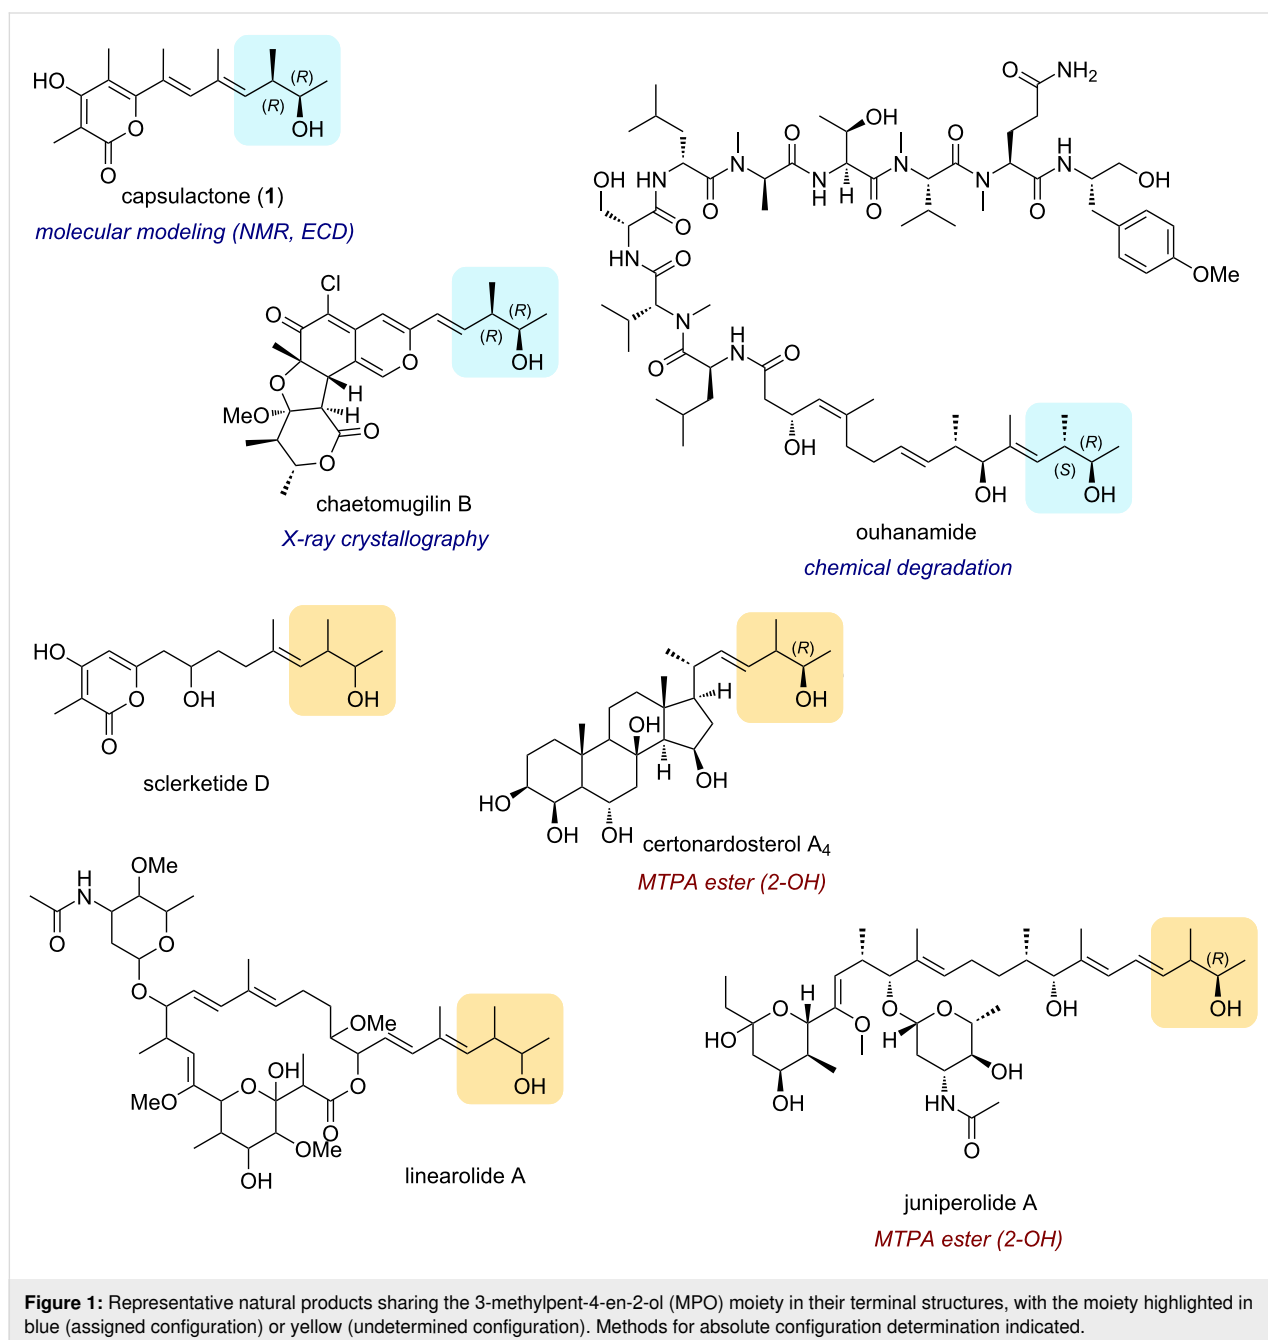 HO
O
O
(R)
(R)
OH
capsulactone (1)
molecular modeling (NMR, ECD)
O
NH2
OH
O
O
N
H
N
O
N
H
H
O
N
O
N
O
H
N
OH
OMe
OH
HN
O
HN
O
N
O
H
N
O
OH
OH
(R)
(S)
OH
ouhanamide
chemical degradation
Cl
O
O
(R)
(R)
OH
O
H
H
MeO
O
O
chaetomugilin B
X-ray crystallography
HO
O
O
OH
OH
sclerketide D
(R)
OH
H
OH
H
OH
HO
OH
OH
certonardosterol A4
MTPA ester (2-OH)
OMe
H
N
O
O
O
OMe
OH
O
O
O
MeO
OMe
OH
OH
linearolide A
(R)
OH
OH
H
O
HO
O
O
O
H
OH
OH
HN
O
juniperolide A
MTPA ester (2-OH)
Figure 1: Representative natural products sharing the 3-methylpent-4-en-2-ol (MPO) moiety in their terminal structures, with the moiety highlighted in
blue (assigned configuration) or yellow (undetermined configuration). Methods for absolute configuration determination indicated.